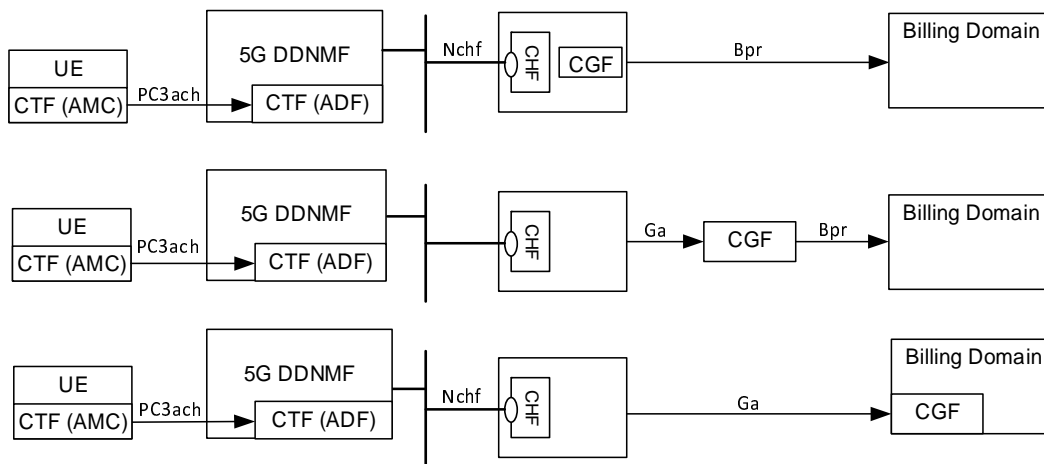 5G DDNMF
UE
CTF (AMC)
PC3ach
CTF (ADF)
Nchf
CHF
CGF
Bpr
Billing Domain
5G DDNMF
UE
CTF (AMC)
PC3ach
CTF (ADF)
CHF
Ga
CGF
Bpr
Billing Domain
5G DDNMF
UE
CTF (AMC)
PC3ach
CTF (ADF)
Nchf
CHF
Ga
Billing Domain
CGF